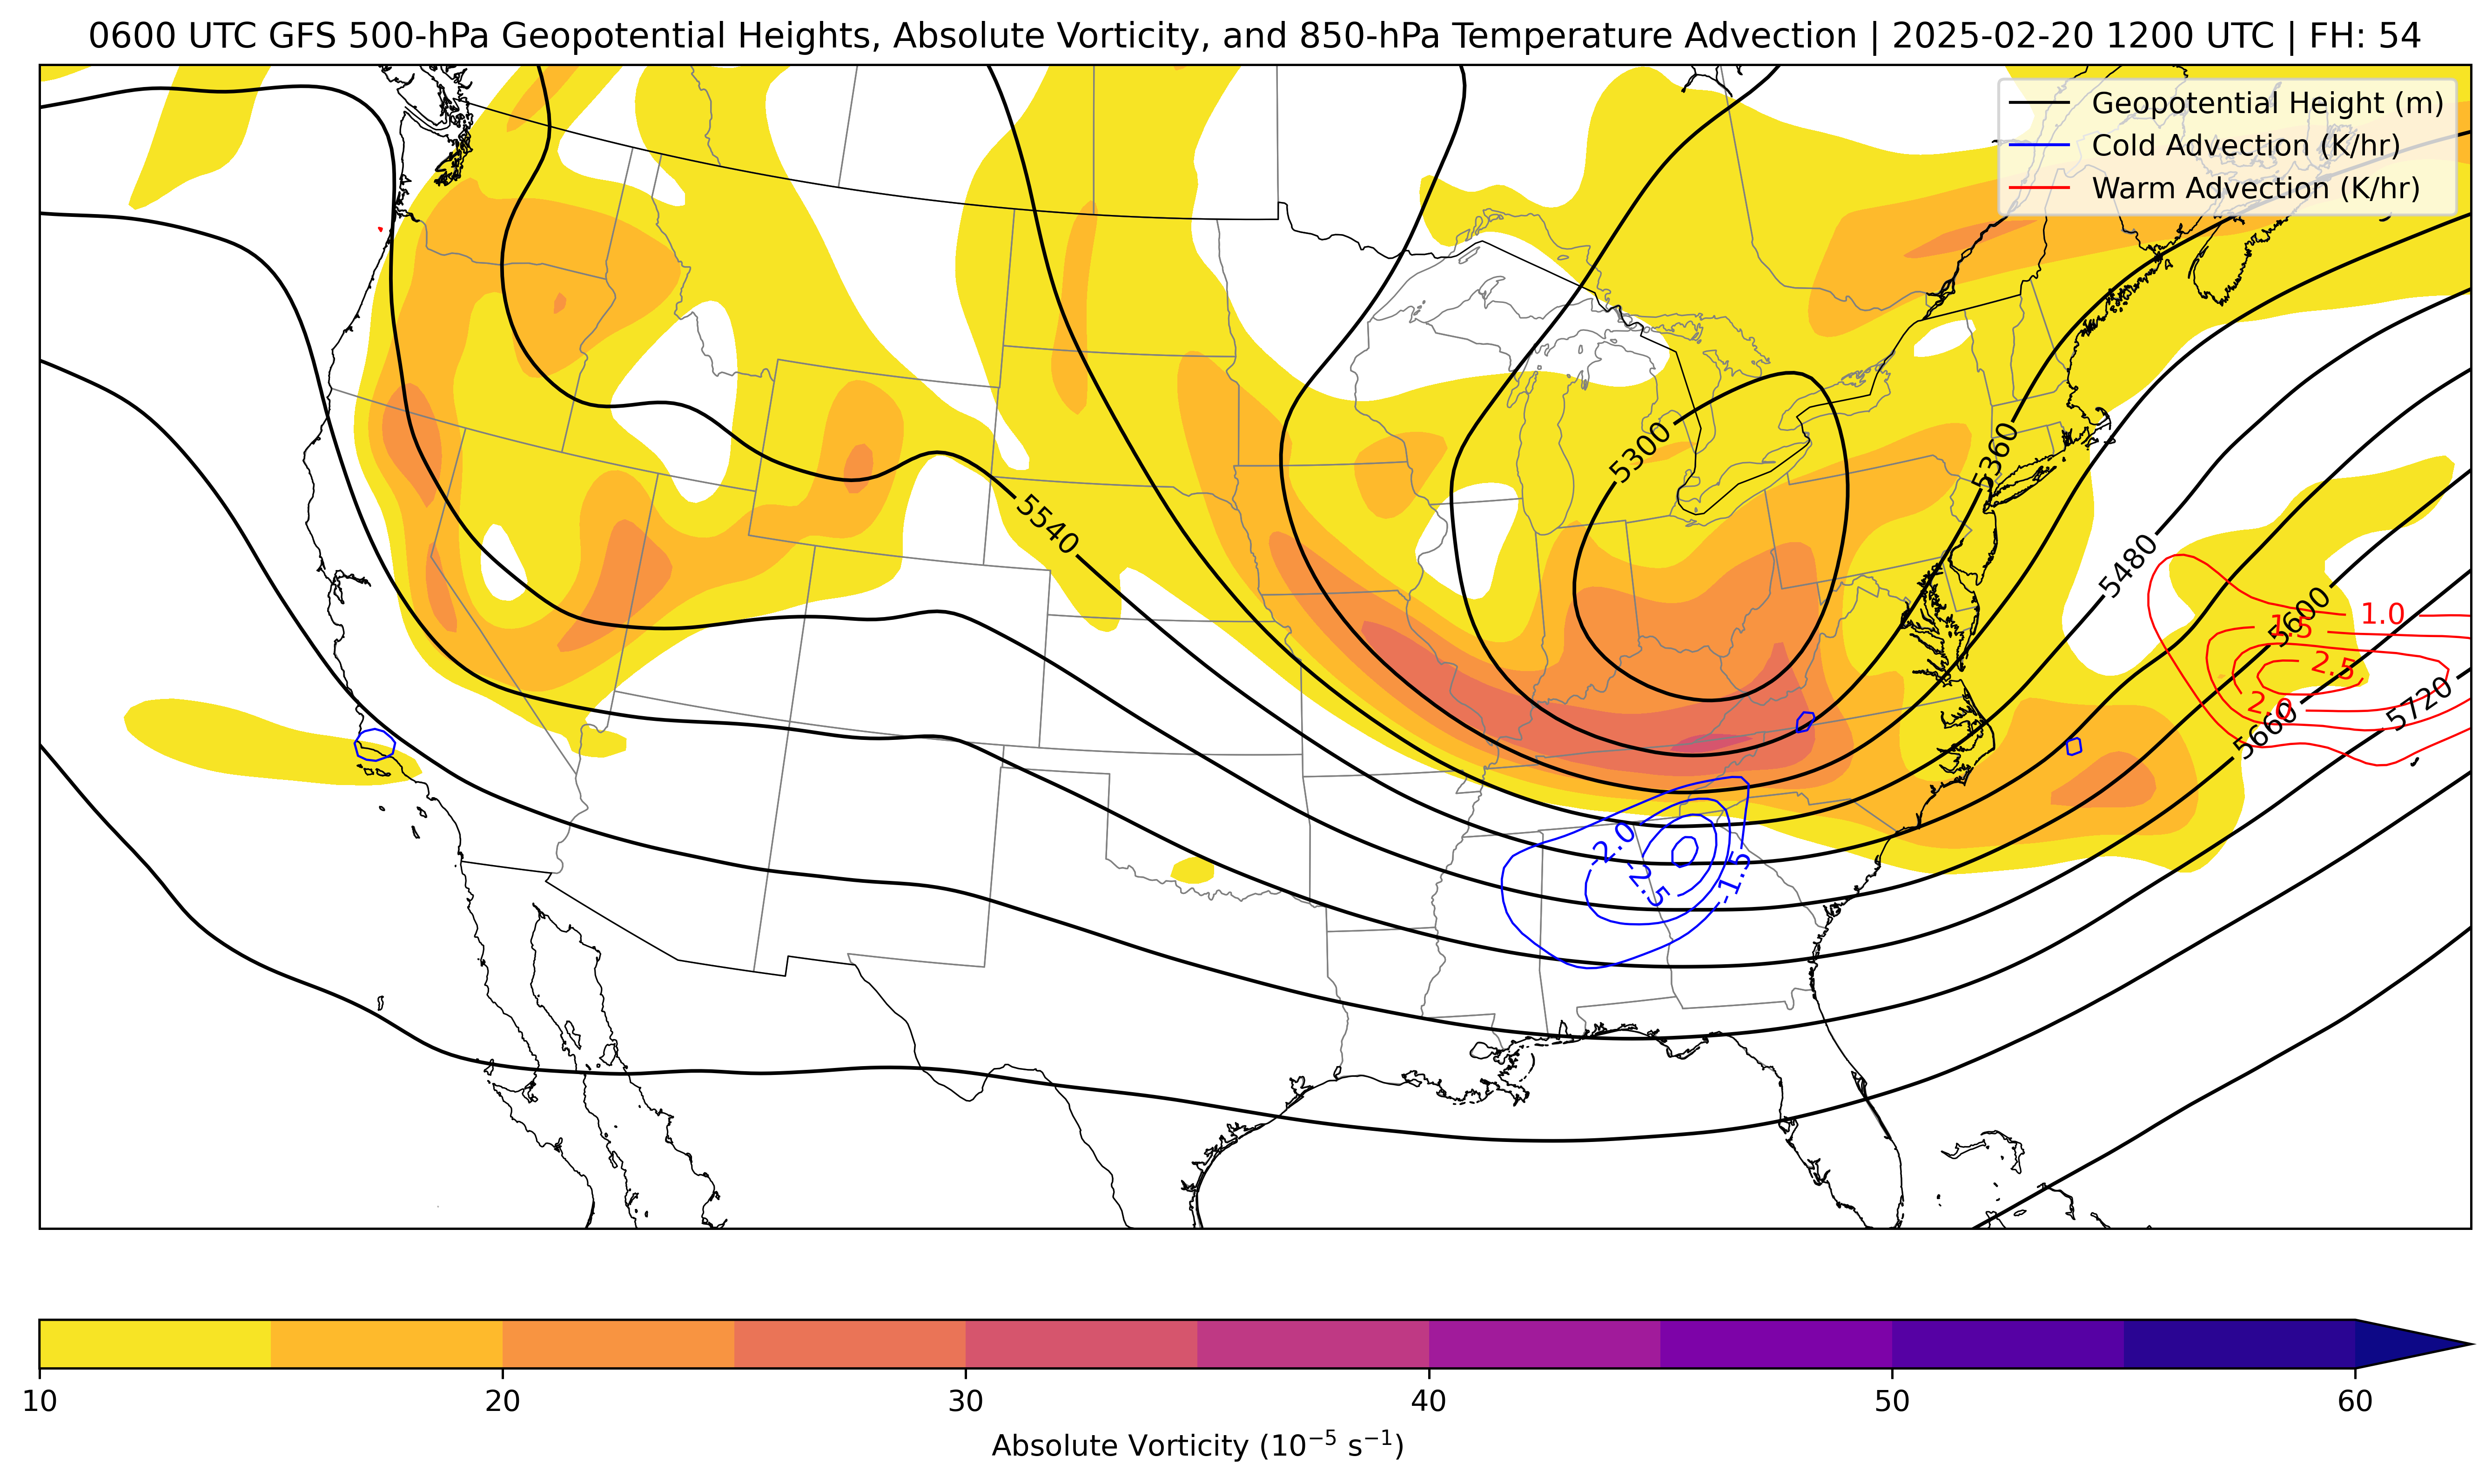 0600 UTC GFS 500-hPa Geopotential Heights, Absolute Vorticity, and 850-hPa Temperature Advection | 2025-02-20 1200 UTC | FH: 54
Geopotential Height (m)
Cold Advection (K/hr)
Warm Advection (K/hr)
5300
5360
5540
5480
5600
1.0
1.5
2.5
2.0
5660
5720
-2.0
-2.5
-1.5
10 20 30 40 50 60
Absolute Vorticity (10⁻⁵ s⁻¹)